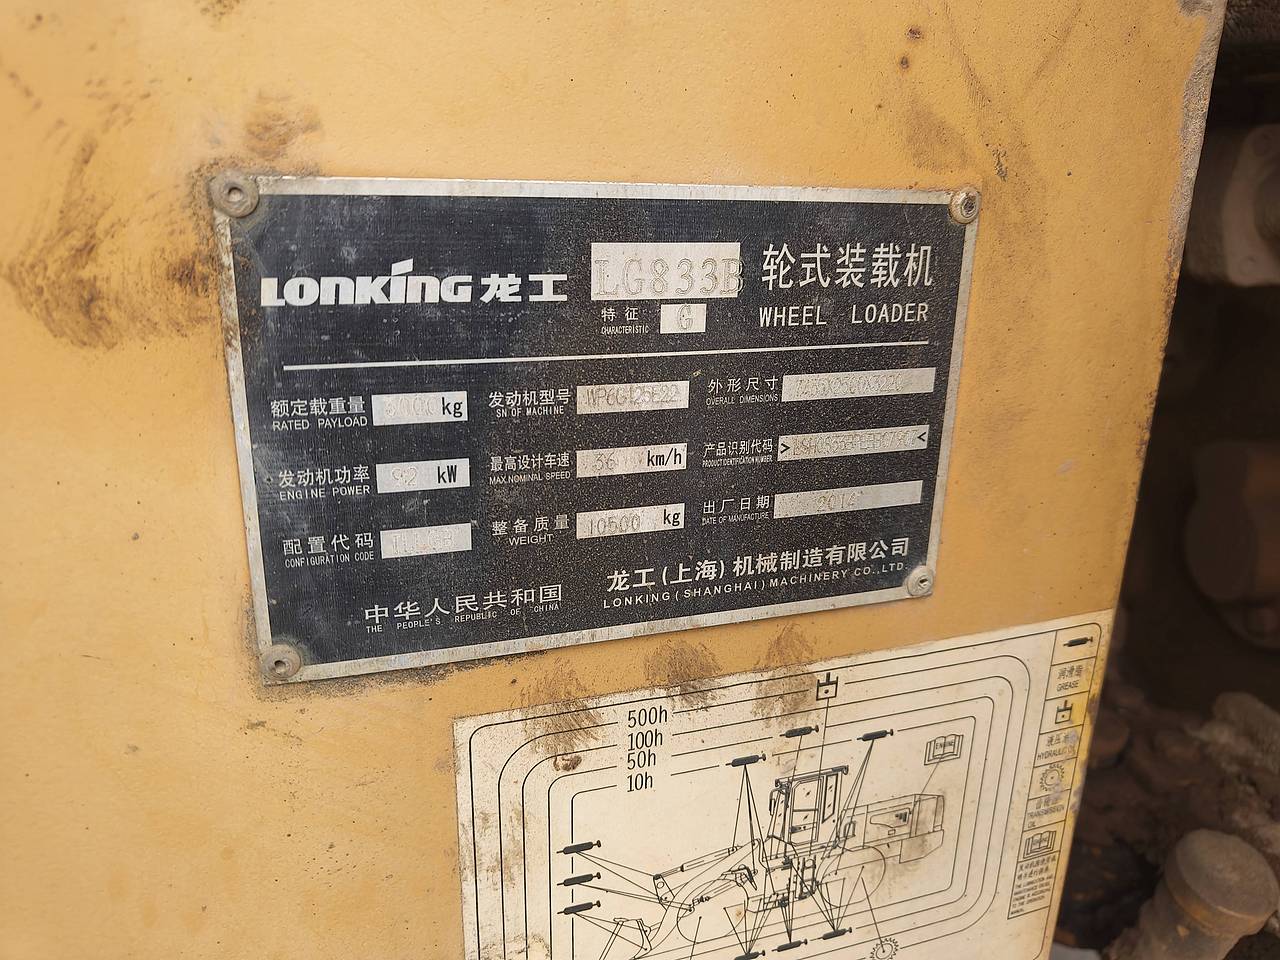 LONKING 龙工 LG833B 轮式装载机
特征 G
CHARACTERISTIC
WHEEL LOADER
额定载重量 kg
RATED PAYLOAD
发动机型号 WP6G125E22
SN OF MACHINE
外形尺寸
OVERALL DIMENSIONS
发动机功率 92 kW
ENGINE POWER
最高设计车速 36 km/h
MAX.NOMINAL SPEED
产品识别代码 > <
PRODUCT IDENTIFICATION NUMBER
配置代码
CONFIGURATION CODE
整备质量 10500 kg
WEIGHT
出厂日期
DATE OF MANUFACTURE
中华人民共和国
THE PEOPLE'S REPUBLIC OF CHINA
龙工(上海)机械制造有限公司
LONKING(SHANGHAI)MACHINERY CO.,LTD.
500h
100h
50h
10h
润滑脂
GREASE
HYDRAULIC OIL
TRANSMISSION
OIL